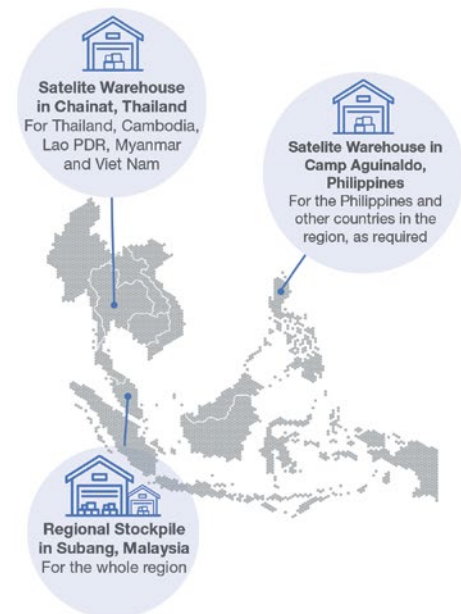 Satelite Warehouse
in Chainat, Thailand
For Thailand, Cambodia,
Lao PDR, Myanmar
and Viet Nam
Satelite Warehouse in
Camp Aguinaldo,
Philippines
For the Philippines and
other countries in the
region, as required
Regional Stockpile
in Subang, Malaysia
For the whole region